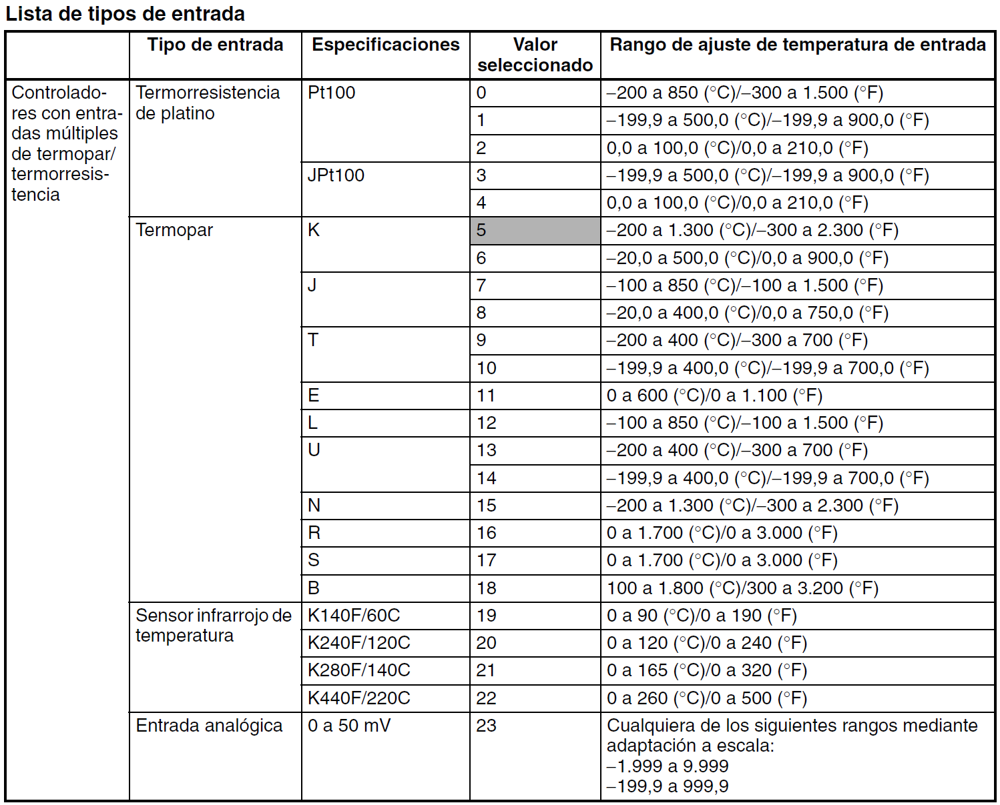 Lista de tipos de entrada
Tipo de entrada Especificaciones Valor seleccionado Rango de ajuste de temperatura de entrada
Controlado-
res con entra-
das múltiples
de termopar/
termorresis-
tencia
Termorresistencia
de platino
Pt100 0 –200 a 850 (°C)/–300 a 1.500 (°F)
1 –199,9 a 500,0 (°C)/–199,9 a 900,0 (°F)
2 0,0 a 100,0 (°C)/0,0 a 210,0 (°F)
JPt100 3 –199,9 a 500,0 (°C)/–199,9 a 900,0 (°F)
4 0,0 a 100,0 (°C)/0,0 a 210,0 (°F)
Termopar K 5 –200 a 1.300 (°C)/–300 a 2.300 (°F)
6 –20,0 a 500,0 (°C)/0,0 a 900,0 (°F)
J 7 –100 a 850 (°C)/–100 a 1.500 (°F)
8 –20,0 a 400,0 (°C)/0,0 a 750,0 (°F)
T 9 –200 a 400 (°C)/–300 a 700 (°F)
10 –199,9 a 400,0 (°C)/–199,9 a 700,0 (°F)
E 11 0 a 600 (°C)/0 a 1.100 (°F)
L 12 –100 a 850 (°C)/–100 a 1.500 (°F)
U 13 –200 a 400 (°C)/–300 a 700 (°F)
14 –199,9 a 400,0 (°C)/–199,9 a 700,0 (°F)
N 15 –200 a 1.300 (°C)/–300 a 2.300 (°F)
R 16 0 a 1.700 (°C)/0 a 3.000 (°F)
S 17 0 a 1.700 (°C)/0 a 3.000 (°F)
B 18 100 a 1.800 (°C)/300 a 3.200 (°F)
Sensor infrarrojo de
temperatura
K140F/60C 19 0 a 90 (°C)/0 a 190 (°F)
K240F/120C 20 0 a 120 (°C)/0 a 240 (°F)
K280F/140C 21 0 a 165 (°C)/0 a 320 (°F)
K440F/220C 22 0 a 260 (°C)/0 a 500 (°F)
Entrada analógica 0 a 50 mV 23 Cualquiera de los siguientes rangos mediante
adaptación a escala:
–1.999 a 9.999
–199,9 a 999,9